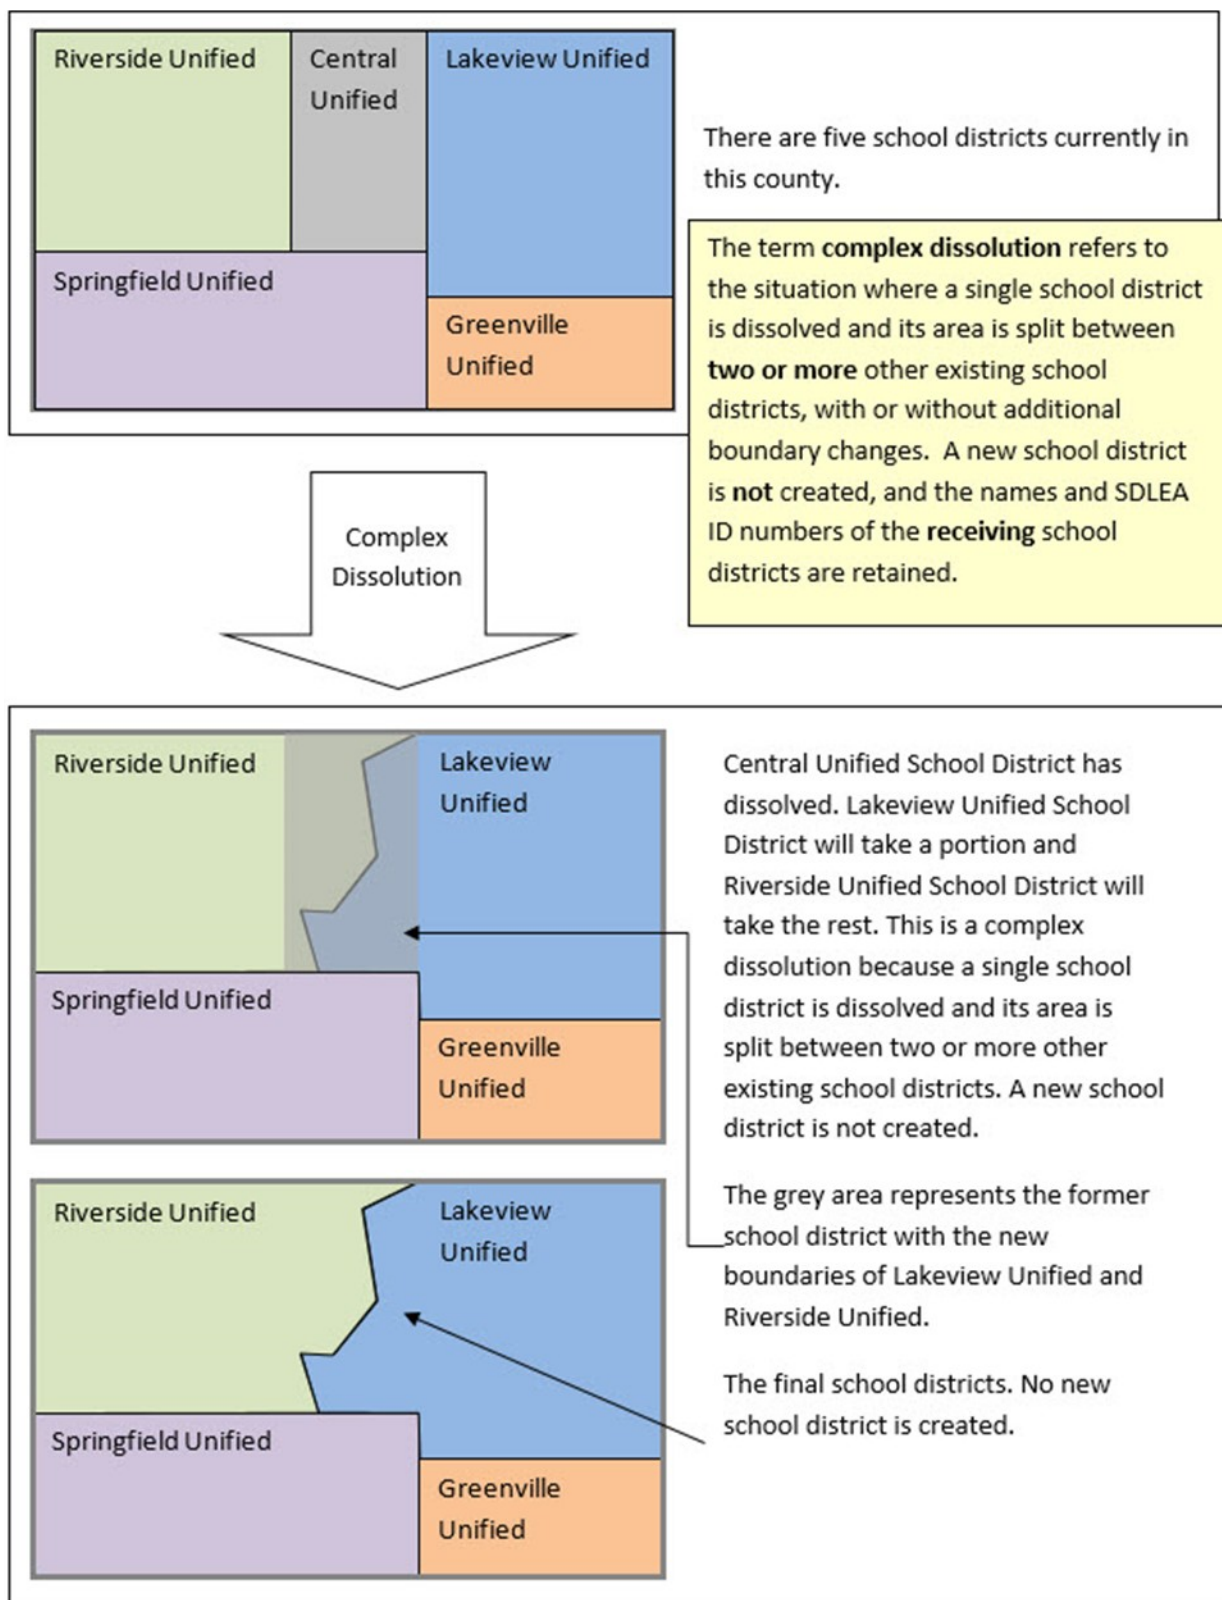 Riverside Unified
Central
Unified
Lakeview Unified
Springfield Unified
Greenville
Unified
There are five school districts currently in
this county.
The term complex dissolution refers to
the situation where a single school district
is dissolved and its area is split between
two or more other existing school
districts, with or without additional
boundary changes.  A new school district
is not created, and the names and SDLEA
ID numbers of the receiving school
districts are retained.
Complex
Dissolution
Riverside Unified
Lakeview
Unified
Springfield Unified
Greenville
Unified
Central Unified School District has
dissolved. Lakeview Unified School
District will take a portion and
Riverside Unified School District will
take the rest. This is a complex
dissolution because a single school
district is dissolved and its area is
split between two or more other
existing school districts. A new school
district is not created.
The grey area represents the former
school district with the new
boundaries of Lakeview Unified and
Riverside Unified.
Riverside Unified
Lakeview
Unified
Springfield Unified
Greenville
Unified
The final school districts. No new
school district is created.